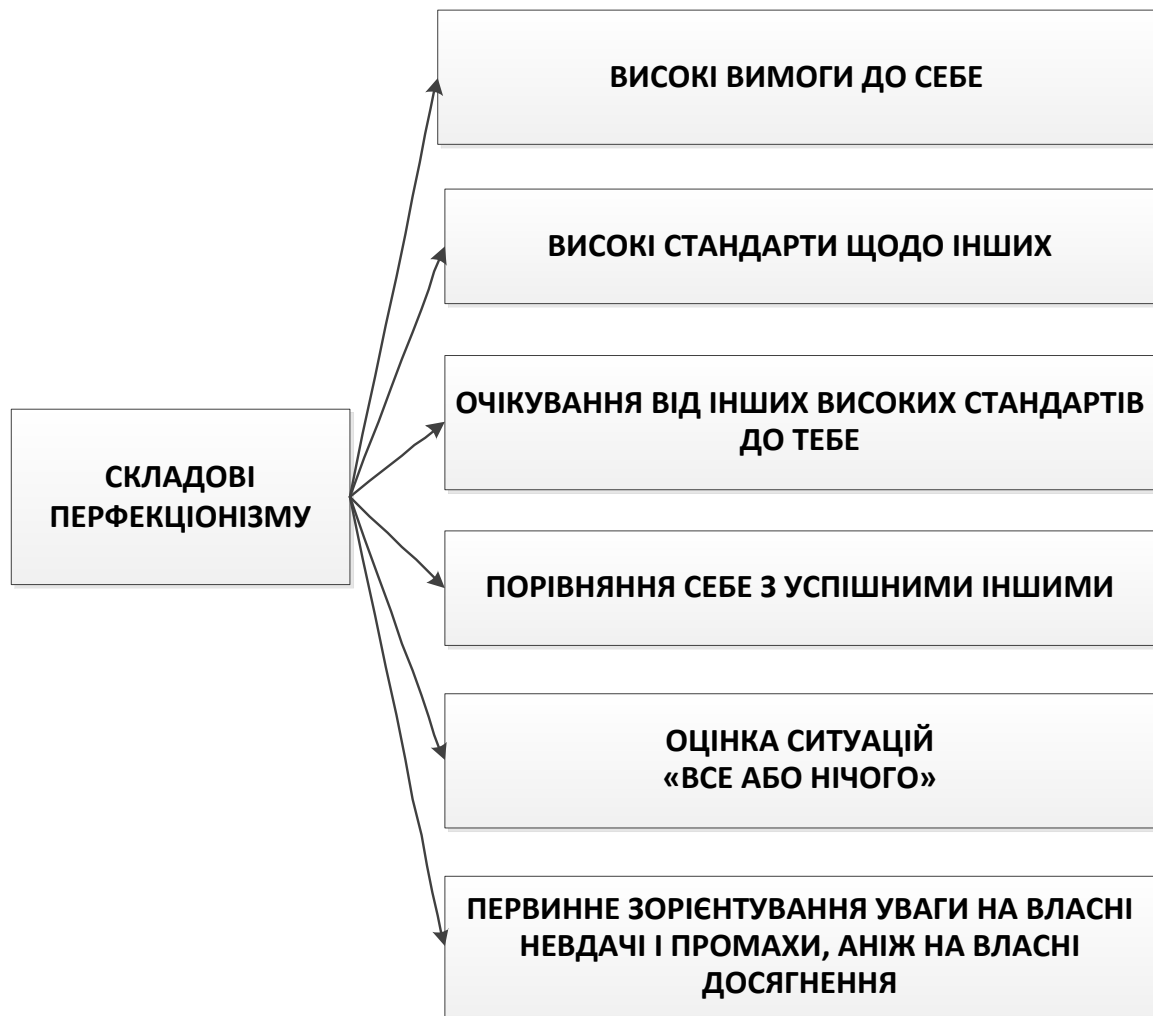 ВИСОКІ ВИМОГИ ДО СЕБЕ
ВИСОКІ СТАНДАРТИ ЩОДО ІНШИХ
ОЧІКУВАННЯ ВІД ІНШИХ ВИСОКИХ СТАНДАРТІВ
ДО ТЕБЕ
СКЛАДОВІ
ПЕРФЕКЦІОНІЗМУ
ПОРІВНЯННЯ СЕБЕ З УСПІШНИМИ ІНШИМИ
ОЦІНКА СИТУАЦІЙ
«ВСЕ АБО НІЧОГО»
ПЕРВИННЕ ЗОРІЄНТУВАННЯ УВАГИ НА ВЛАСНІ
НЕВДАЧІ І ПРОМАХИ, АНІЖ НА ВЛАСНІ
ДОСЯГНЕННЯ